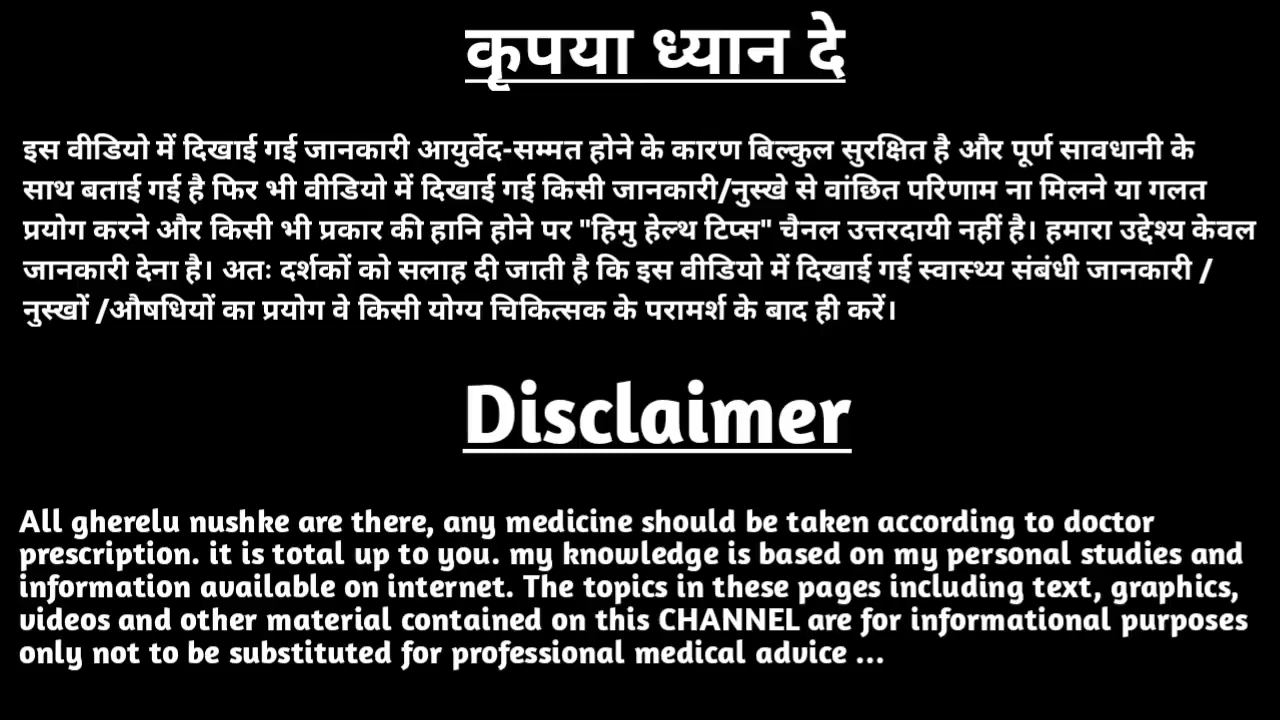 कृपया ध्यान दे
इस वीडियो में दिखाई गई जानकारी आयुर्वेद-सम्मत होने के कारण बिल्कुल सुरक्षित है और पूर्ण सावधानी के
साथ बताई गई है फिर भी वीडियो में दिखाई गई किसी जानकारी/नुस्खे से वांछित परिणाम ना मिलने या गलत
प्रयोग करने और किसी भी प्रकार की हानि होने पर "हिमु हेल्थ टिप्स" चैनल उत्तरदायी नहीं है। हमारा उद्देश्य केवल
जानकारी देना है। अतः दर्शकों को सलाह दी जाती है कि इस वीडियो में दिखाई गई स्वास्थ्य संबंधी जानकारी /
नुस्खों /औषधियों का प्रयोग वे किसी योग्य चिकित्सक के परामर्श के बाद ही करें।
Disclaimer
All gherelu nushke are there, any medicine should be taken according to doctor
prescription. it is total up to you. my knowledge is based on my personal studies and
information available on internet. The topics in these pages including text, graphics,
videos and other material contained on this CHANNEL are for informational purposes
only not to be substituted for professional medical advice ...